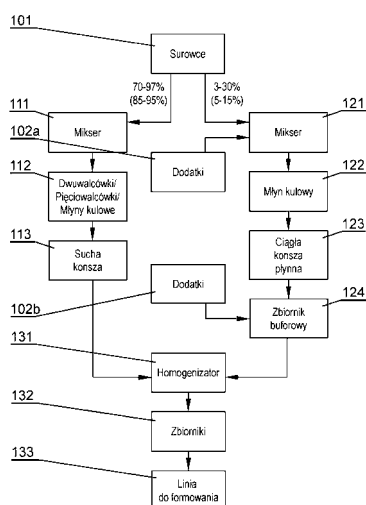 101
Surowce
70-97%
(85-95%)
3-30%
(5-15%)
111
Mikser
121
Mikser
102a
Dodatki
112
Dwuwalcówki/
Pięciowalcówki/
Młyny kulowe
122
Młyn kulowy
113
Sucha
konsza
123
Ciągła
konsza
płynna
102b
Dodatki
124
Zbiornik
buforowy
131
Homogenizator
132
Zbiorniki
133
Linia
do formowania